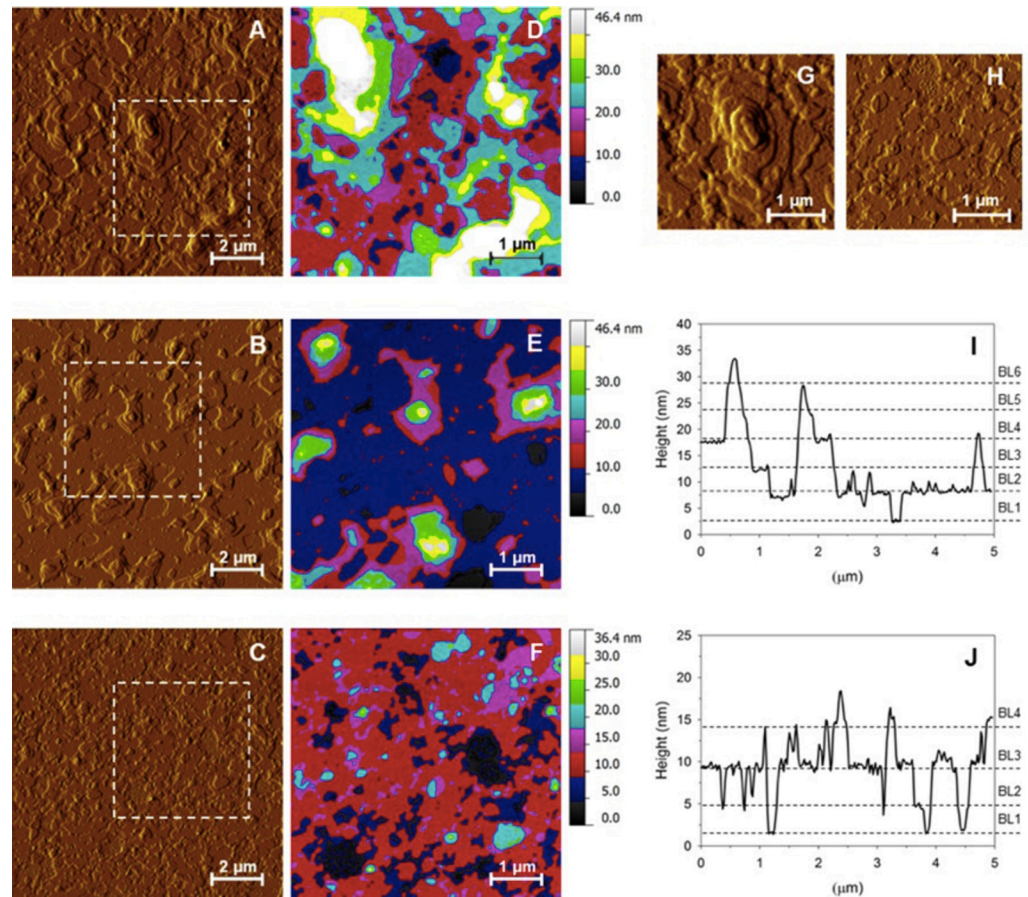 A
2 µm
D
1 µm
46.4 nm
30.0
20.0
10.0
0.0
G
1 µm
H
1 µm
B
2 µm
E
1 µm
46.4 nm
30.0
20.0
10.0
0.0
I
40
35
30
25
20
15
10
5
0
Height (nm)
BL6
BL5
BL4
BL3
BL2
BL1
0 1 2 3 4 5
(µm)
C
2 µm
F
1 µm
36.4 nm
30.0
25.0
20.0
15.0
10.0
5.0
0.0
J
25
20
15
10
5
0
Height (nm)
BL4
BL3
BL2
BL1
0 1 2 3 4 5
(µm)